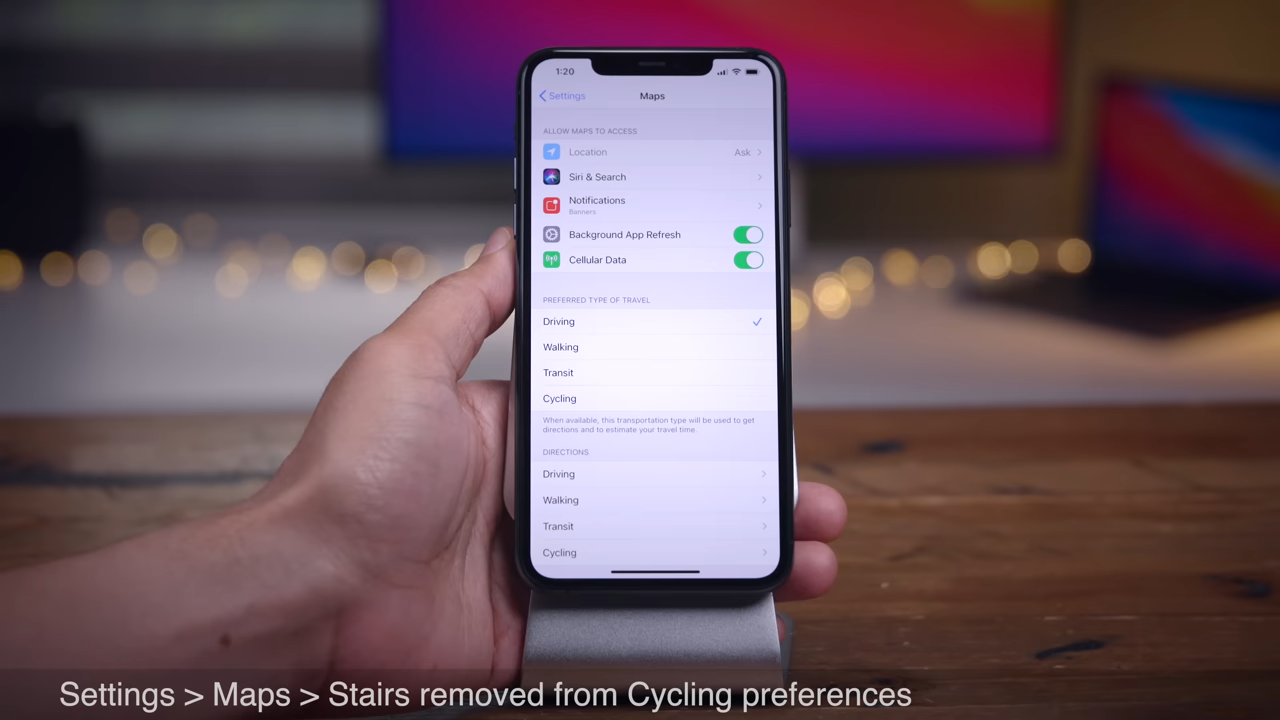 1:20
Settings
Maps
ALLOW MAPS TO ACCESS
Location Ask
Siri & Search
Notifications
Banners
Background App Refresh
Cellular Data
PREFERRED TYPE OF TRAVEL
Driving
Walking
Transit
Cycling
When available, this transportation type will be used to get
directions and to estimate your travel time.
DIRECTIONS
Driving
Walking
Transit
Cycling
Settings > Maps > Stairs removed from Cycling preferences